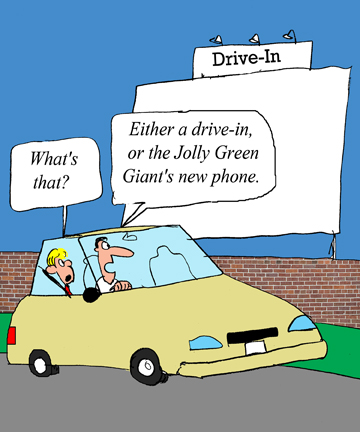 Drive-In
What's
that?
Either a drive-in,
or the Jolly Green
Giant's new phone.